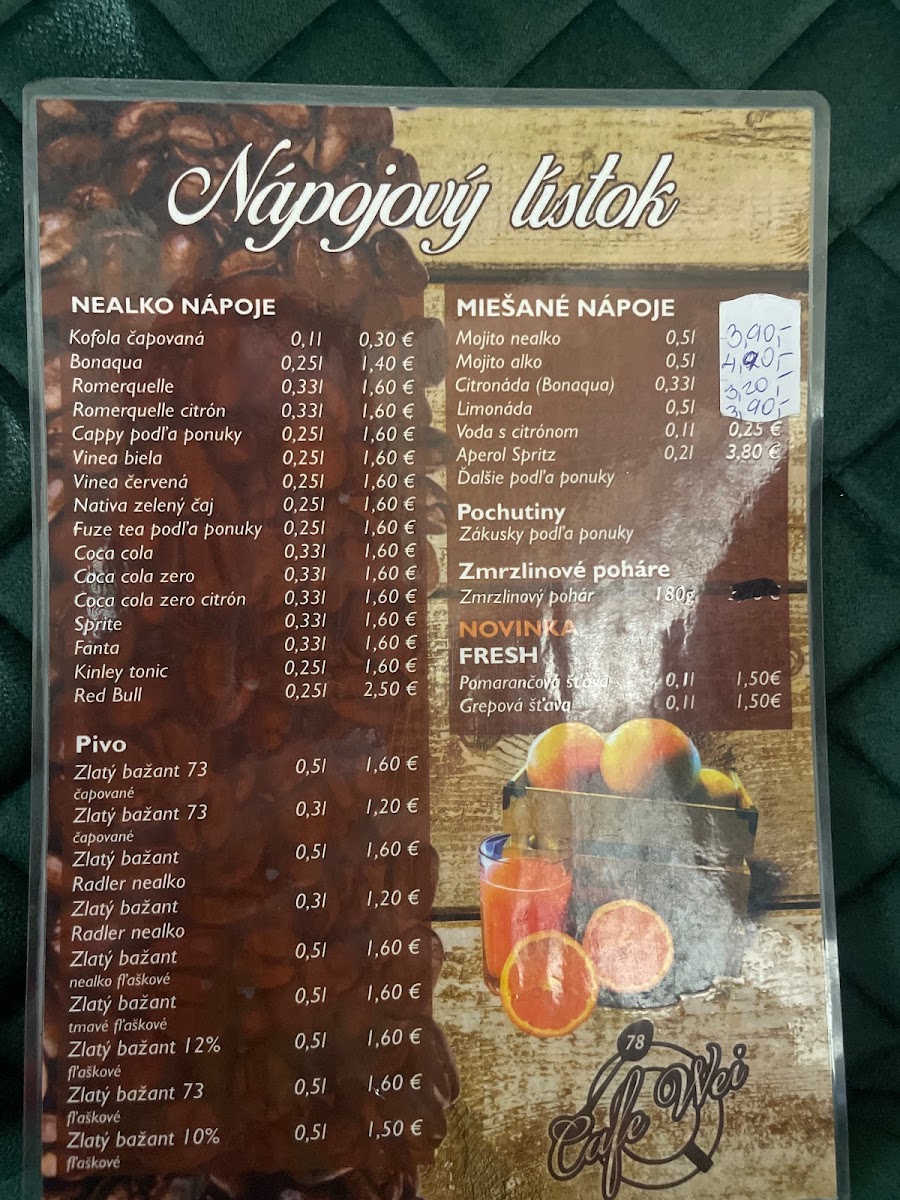 Nápojový lístok
NEALKO NÁPOJE
Kofola čapovaná 0,1l 0,30 €
Bonaqua 0,25l 1,40 €
Romerquelle 0,33l 1,60 €
Romerquelle citrón 0,33l 1,60 €
Cappy podľa ponuky 0,25l 1,60 €
Vinea biela 0,25l 1,60 €
Vinea červená 0,25l 1,60 €
Nativa zelený čaj 0,25l 1,60 €
Fuze tea podľa ponuky 0,25l 1,60 €
Coca cola 0,33l 1,60 €
Coca cola zero 0,33l 1,60 €
Coca cola zero citrón 0,33l 1,60 €
Sprite 0,33l 1,60 €
Fanta 0,33l 1,60 €
Kinley tonic 0,25l 1,60 €
Red Bull 0,25l 2,50 €
Pivo
Zlatý bažant 73 0,5l 1,60 €
čapované
Zlatý bažant 73 0,3l 1,20 €
čapované
Zlatý bažant 0,5l 1,60 €
Radler nealko
Zlatý bažant 0,3l 1,20 €
Radler nealko
Zlatý bažant 0,5l 1,60 €
nealko fľaškové
Zlatý bažant 0,5l 1,60 €
tmavé fľaškové
Zlatý bažant 12% 0,5l 1,60 €
fľaškové
Zlatý bažant 73 0,5l 1,60 €
fľaškové
Zlatý bažant 10% 0,5l 1,50 €
fľaškové
MIEŠANÉ NÁPOJE
Mojito nealko 0,5l 3,90,-
Mojito alko 0,5l 4,90,-
Citronáda (Bonaqua) 0,33l 3,20,-
Limonáda 0,5l 3,90,-
Voda s citrónom 0,1l 0,25 €
Aperol Spritz 0,2l 3,80 €
Ďalšie podľa ponuky
Pochutiny
Zákusky podľa ponuky
Zmrzlinové poháre
Zmrzlinový pohár 180g
NOVINKA
FRESH
Pomarančová šťava 0,1l 1,50€
Grepová šťava 0,1l 1,50€
78
Cafe Wei